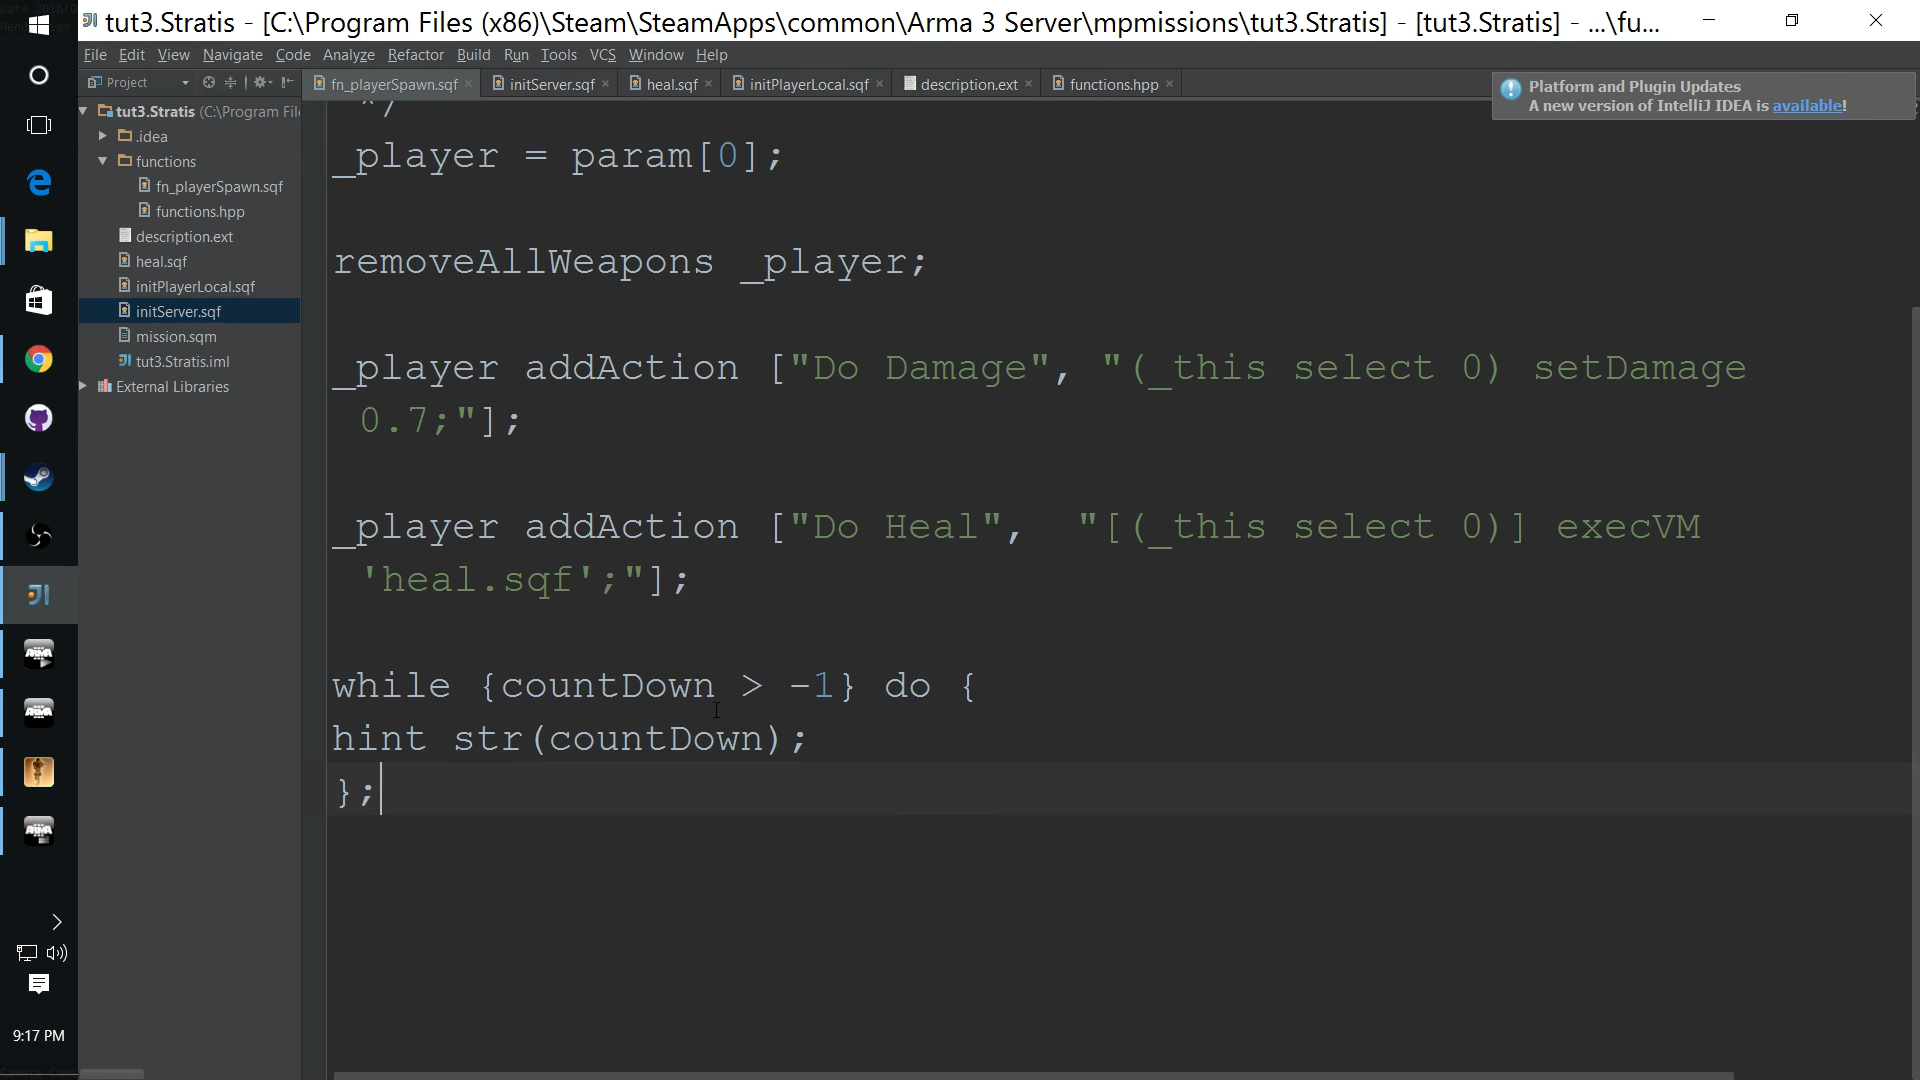 tut3.Stratis - [C:\Program Files (x86)\Steam\SteamApps\common\Arma 3 Server\mpmissions\tut3.Stratis] - [tut3.Stratis] - ...\fu...
File Edit View Navigate Code Analyze Refactor Build Run Tools VCS Window Help
Project
fn_playerSpawn.sqf
initServer.sqf
heal.sqf
initPlayerLocal.sqf
description.ext
functions.hpp
Platform and Plugin Updates
A new version of IntelliJ IDEA is available!
tut3.Stratis (C:\Program Fil
.idea
functions
fn_playerSpawn.sqf
functions.hpp
description.ext
heal.sqf
initPlayerLocal.sqf
initServer.sqf
mission.sqm
tut3.Stratis.iml
External Libraries
*/
_player = param[0];
removeAllWeapons _player;
_player addAction ["Do Damage", "(_this select 0) setDamage
0.7;"];
_player addAction ["Do Heal",  "[(_this select 0)] execVM
'heal.sqf';"];
while {countDown > -1} do {
hint str(countDown);
};
ARMA
ARMA
ARMA
9:17 PM